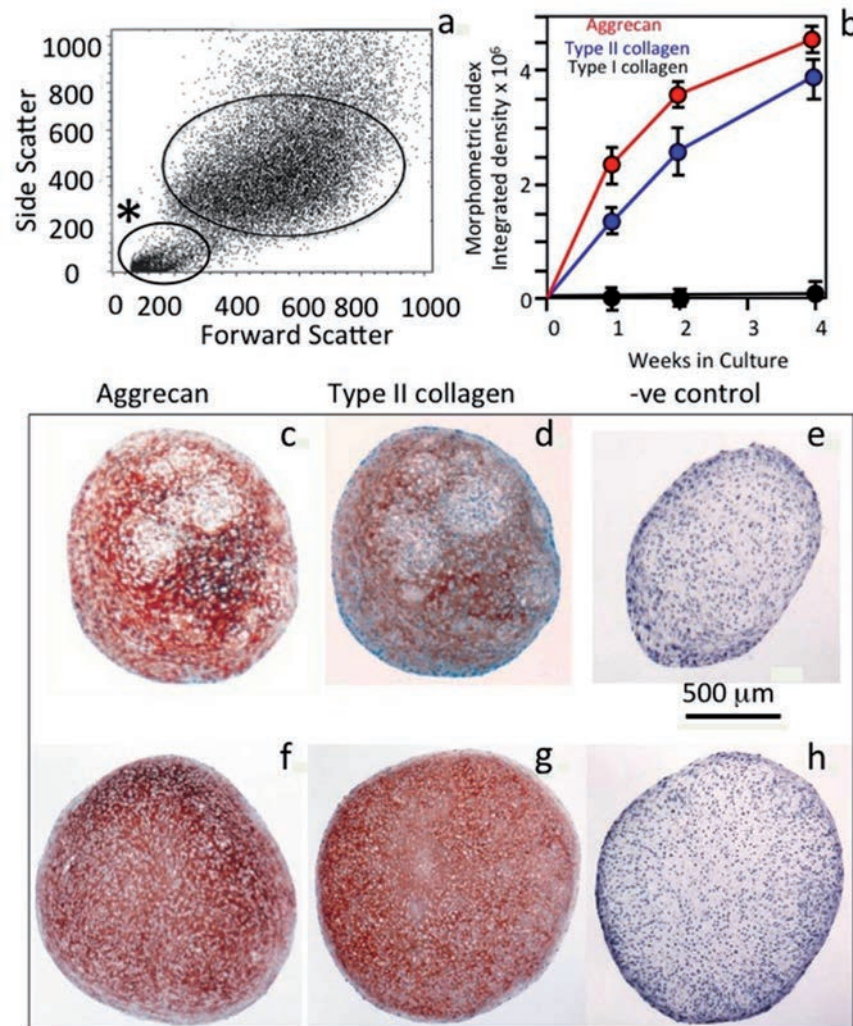 a
1000
800
600
400
200
0
Side Scatter
*
0 200 400 600 800 1000
Forward Scatter
b
Aggrecan
Type II collagen
Type I collagen
Morphometric index
Integrated density x 10⁶
4
2
0
0 1 2 3 4
Weeks in Culture
Aggrecan Type II collagen -ve control
c d e
500 μm
f g h